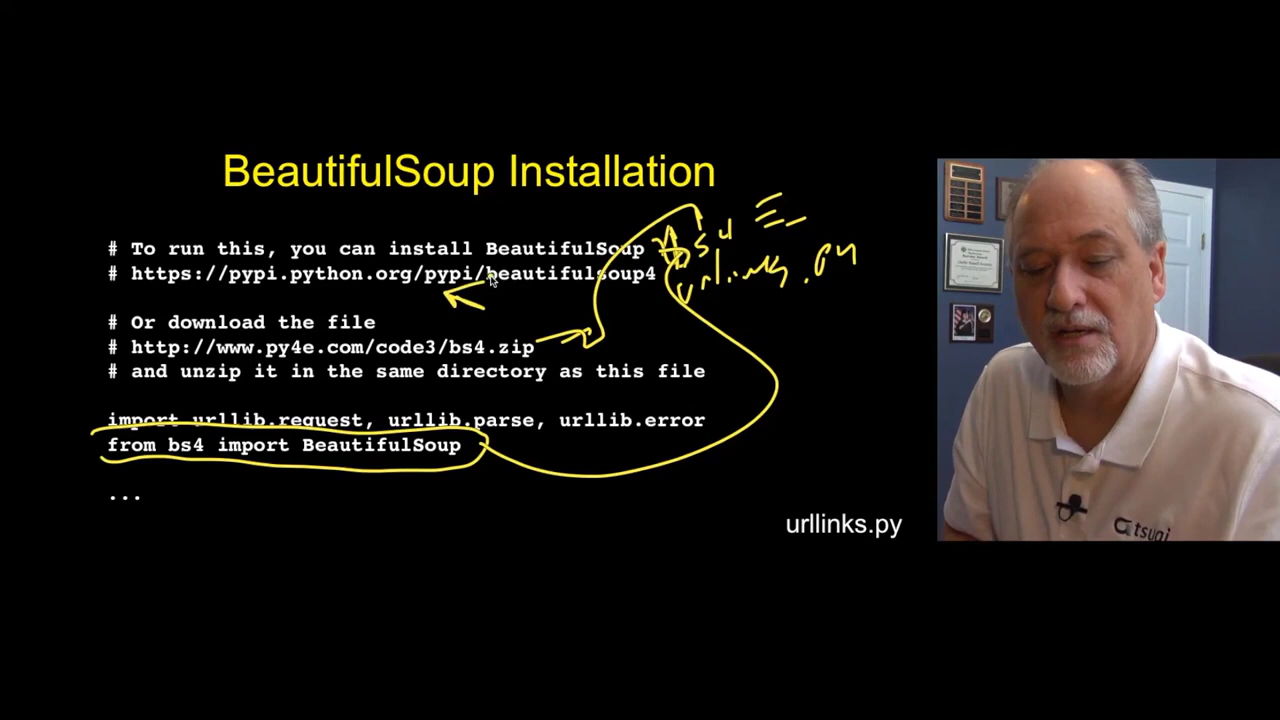 BeautifulSoup Installation
# To run this, you can install BeautifulSoup
# https://pypi.python.org/pypi/beautifulsoup4
bs4
urlinks.py
# Or download the file
# http://www.py4e.com/code3/bs4.zip
# and unzip it in the same directory as this file
import urllib.request, urllib.parse, urllib.error
from bs4 import BeautifulSoup
...
urllinks.py
tsugi